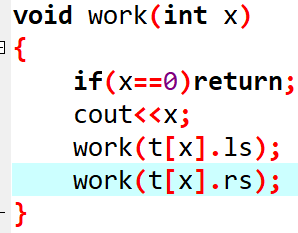 void work(int x)
{
    if(x==0)return;
    cout<<x;
    work(t[x].ls);
    work(t[x].rs);
}